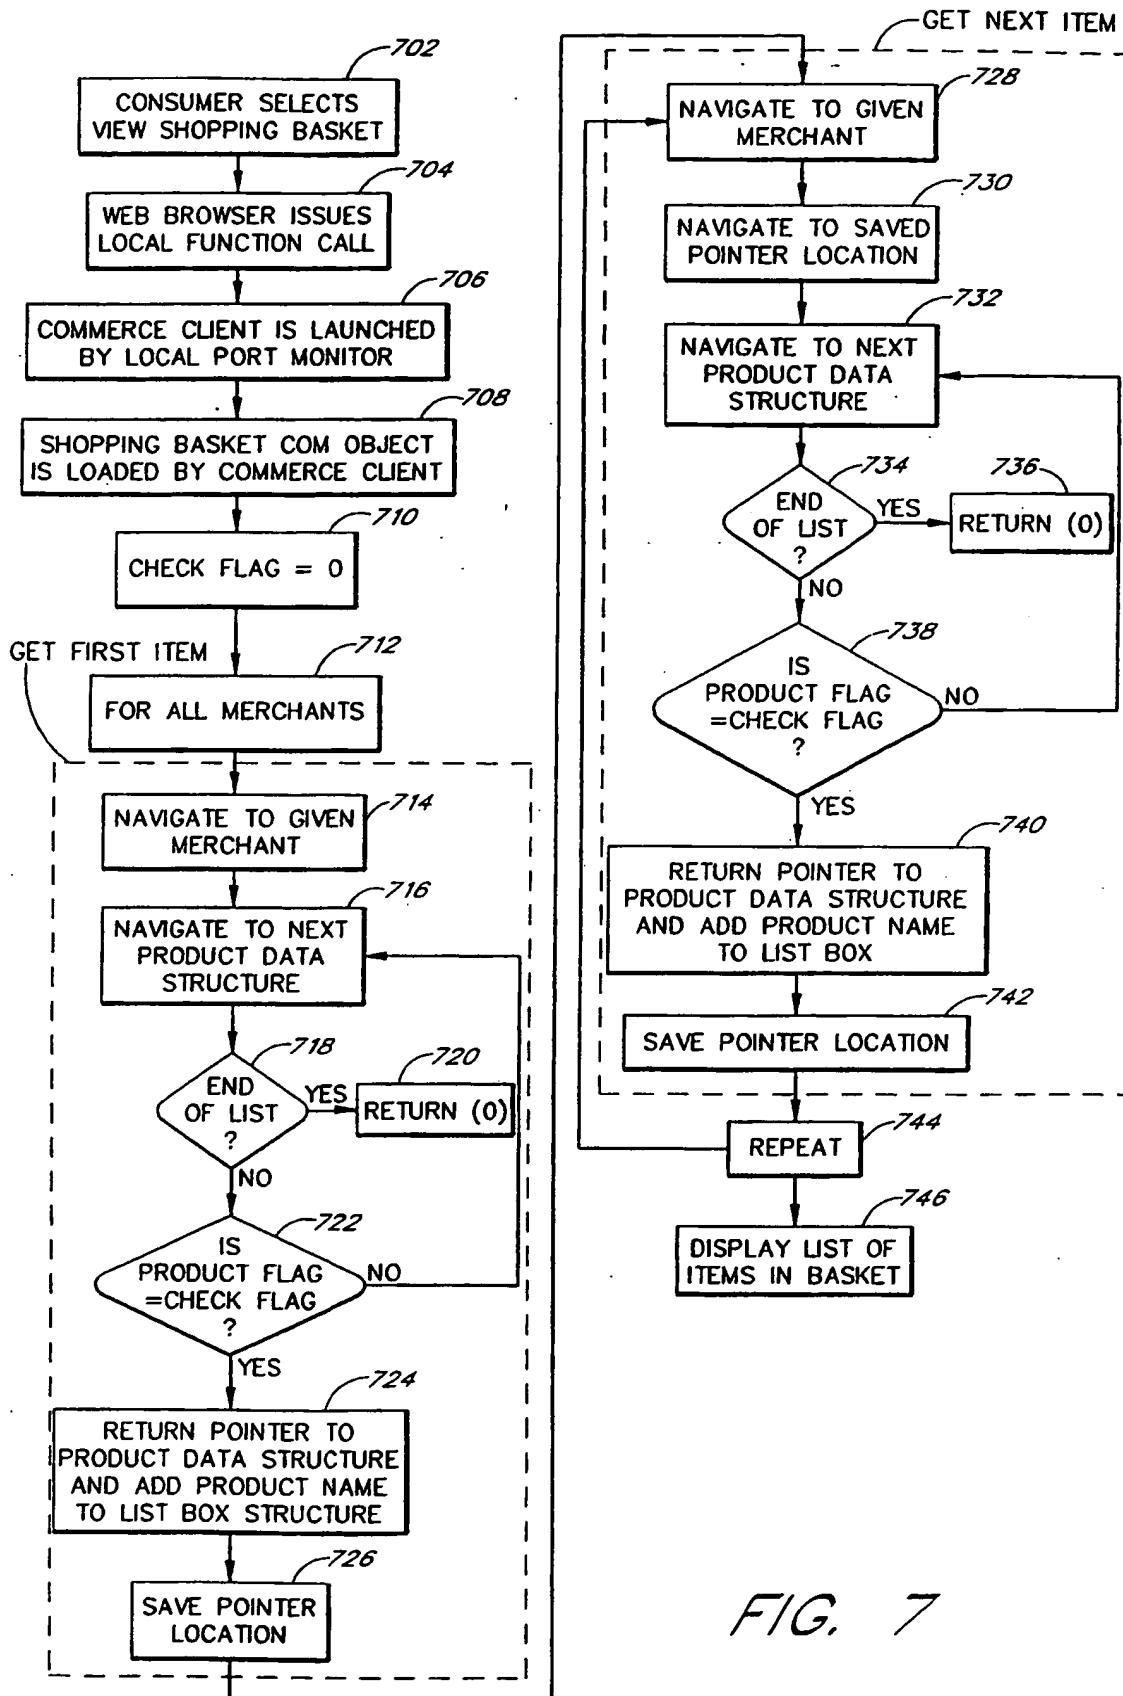 702
CONSUMER SELECTS
VIEW SHOPPING BASKET
704
WEB BROWSER ISSUES
LOCAL FUNCTION CALL
706
COMMERCE CLIENT IS LAUNCHED
BY LOCAL PORT MONITOR
708
SHOPPING BASKET COM OBJECT
IS LOADED BY COMMERCE CLIENT
710
CHECK FLAG = 0
GET FIRST ITEM
712
FOR ALL MERCHANTS
714
NAVIGATE TO GIVEN
MERCHANT
716
NAVIGATE TO NEXT
PRODUCT DATA
STRUCTURE
718
END
OF LIST
?
YES
720
RETURN (0)
NO
722
IS
PRODUCT FLAG
=CHECK FLAG
?
NO
YES
724
RETURN POINTER TO
PRODUCT DATA STRUCTURE
AND ADD PRODUCT NAME
TO LIST BOX STRUCTURE
726
SAVE POINTER
LOCATION
GET NEXT ITEM
728
NAVIGATE TO GIVEN
MERCHANT
730
NAVIGATE TO SAVED
POINTER LOCATION
732
NAVIGATE TO NEXT
PRODUCT DATA
STRUCTURE
734
END
OF LIST
?
YES
736
RETURN (0)
NO
738
IS
PRODUCT FLAG
=CHECK FLAG
?
NO
YES
740
RETURN POINTER TO
PRODUCT DATA STRUCTURE
AND ADD PRODUCT NAME
TO LIST BOX
742
SAVE POINTER LOCATION
744
REPEAT
746
DISPLAY LIST OF
ITEMS IN BASKET
FIG. 7